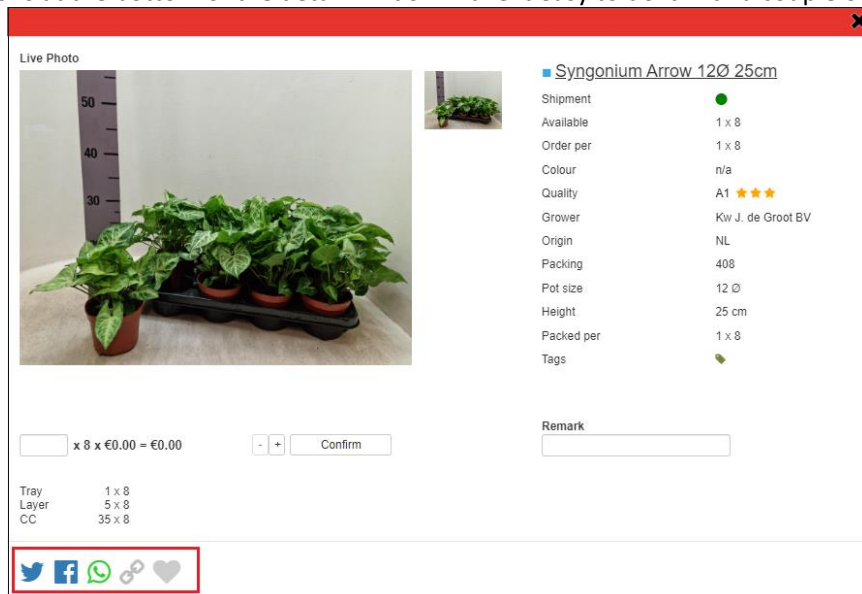 Live Photo
Syngonium Arrow 12Ø 25cm
50
40
30
Shipment
Available 1 x 8
Order per 1 x 8
Colour n/a
Quality A1
Grower Kw J. de Groot BV
Origin NL
Packing 408
Pot size 12 Ø
Height 25 cm
Packed per 1 x 8
Tags
x 8 x €0.00 = €0.00 - + Confirm
Remark
Tray 1 x 8
Layer 5 x 8
CC 35 x 8